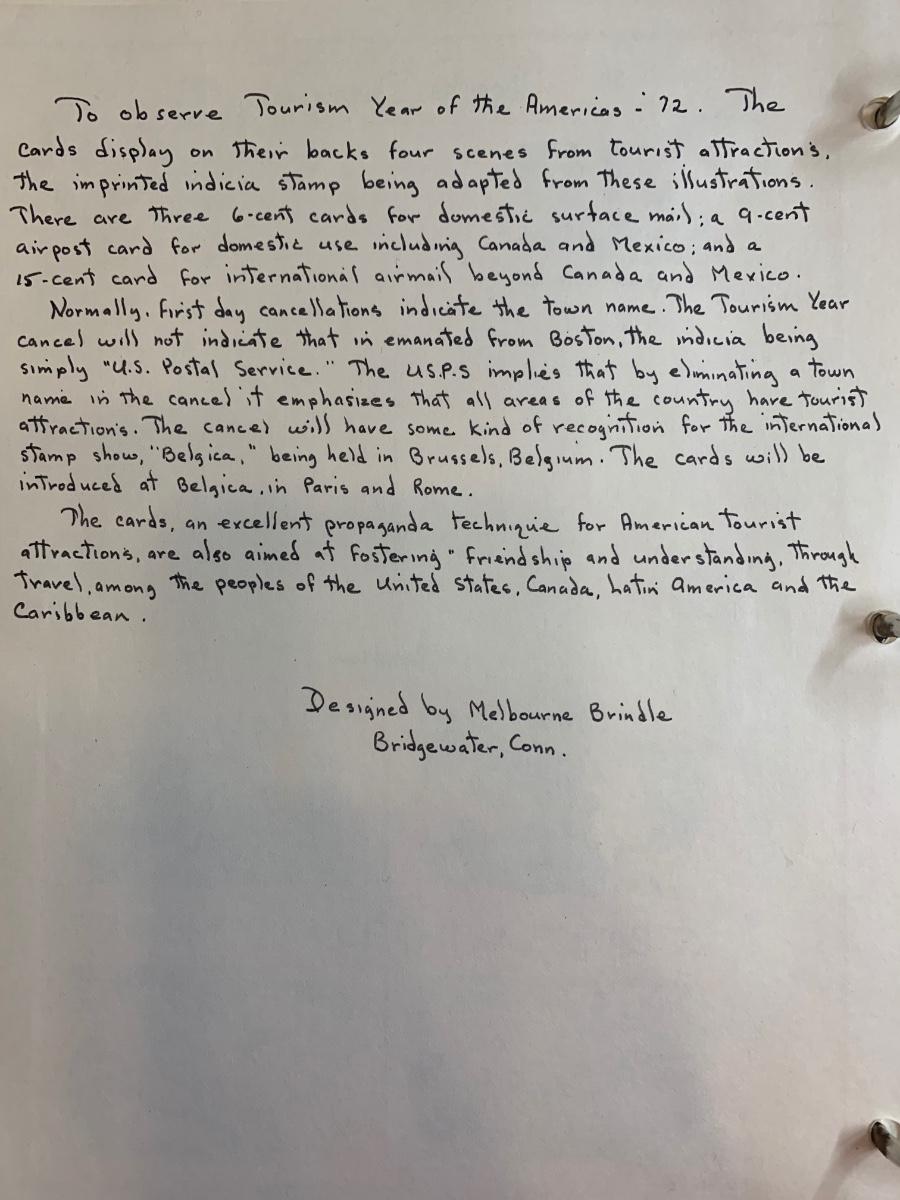 To observe Tourism Year of the Americas - '72. The
cards display on their backs four scenes from tourist attractions,
the imprinted indicia stamp being adapted from these illustrations.
There are three 6-cent cards for domestic surface mail; a 9-cent
airpost card for domestic use including Canada and Mexico; and a
15-cent card for international airmail beyond Canada and Mexico.
Normally, first day cancellations indicate the town name. The Tourism Year
cancel will not indicate that in emanated from Boston, the indicia being
simply "U.S. Postal Service." The U.S.P.S implies that by eliminating a town
name in the cancel it emphasizes that all areas of the country have tourist
attractions. The cancel will have some kind of recognition for the international
stamp show, "Belgica," being held in Brussels, Belgium. The cards will be
introduced at Belgica, in Paris and Rome.
The cards, an excellent propaganda technique for American tourist
attractions, are also aimed at fostering "friendship and understanding, through
travel, among the peoples of the United States, Canada, Latin America and the
Caribbean.
Designed by Melbourne Brindle
Bridgewater, Conn.